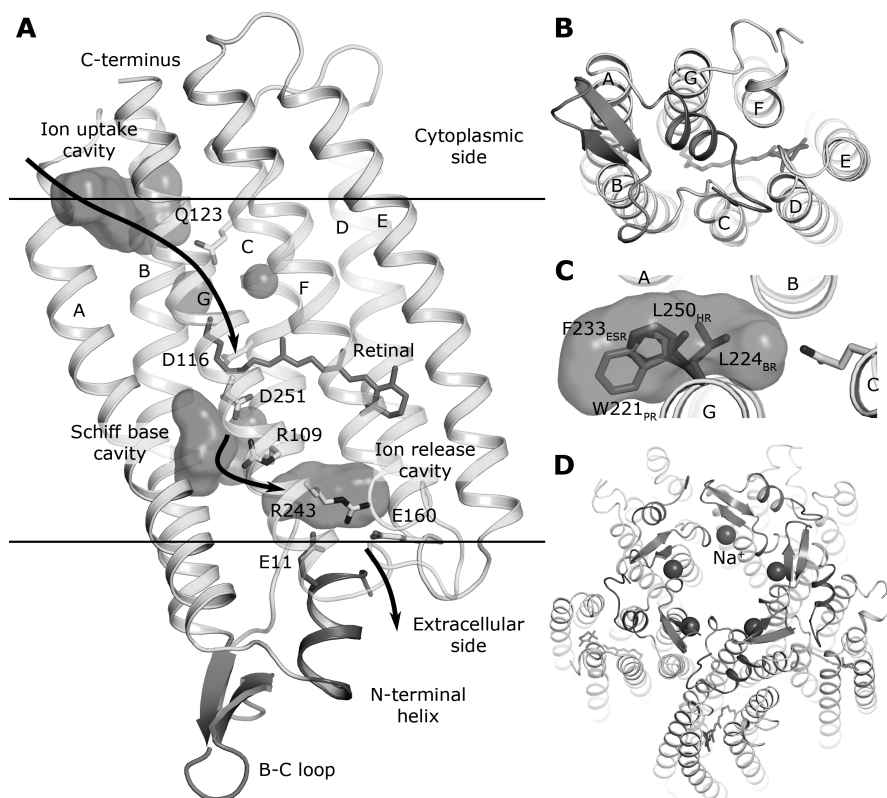 A
C-terminus
Ion uptake
cavity
Cytoplasmic
side
Q123
C
D
E
B
A
G
F
D116
Retinal
D251
Schiff base
cavity
R109
Ion release
cavity
R243
E160
E11
Extracellular
side
N-terminal
helix
B-C loop
B
A
G
F
E
B
D
C
C
A
B
L250HR
F233ESR
L224BR
W221PR
G
C
D
Na+